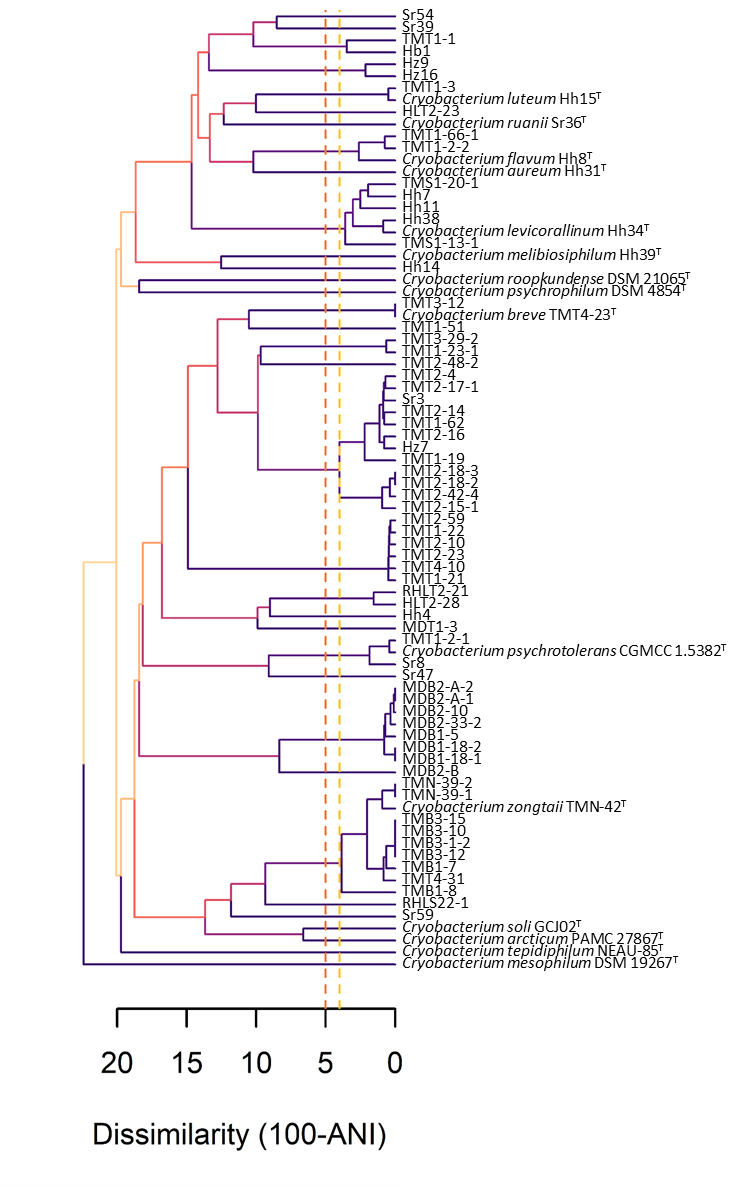 Sr54
Sr39
TMT1-1
Hb1
Hz9
Hz16
TMT1-3
Cryobacterium luteum Hh15ᵀ
HLT2-23
Cryobacterium ruanii Sr36ᵀ
TMT1-66-1
TMT1-2-2
Cryobacterium flavum Hh8ᵀ
Cryobacterium aureum Hh31ᵀ
TMS1-20-1
Hh7
Hh11
Hh38
Cryobacterium levicorallinum Hh34ᵀ
TMS1-13-1
Cryobacterium melibiosiphilum Hh39ᵀ
Hh14
Cryobacterium roopkundense DSM 21065ᵀ
Cryobacterium psychrophilum DSM 4854ᵀ
TMT3-12
Cryobacterium breve TMT4-23ᵀ
TMT1-51
TMT3-29-2
TMT1-23-1
TMT2-48-2
TMT2-4
TMT2-17-1
Sr3
TMT2-14
TMT1-62
TMT2-16
Hz7
TMT1-19
TMT2-18-3
TMT2-18-2
TMT2-42-4
TMT2-15-1
TMT2-59
TMT1-22
TMT2-10
TMT2-23
TMT4-10
TMT1-21
RHLT2-21
HLT2-28
Hh4
MDT1-3
TMT1-2-1
Cryobacterium psychrotolerans CGMCC 1.5382ᵀ
Sr8
Sr47
MDB2-A-2
MDB2-A-1
MDB2-10
MDB2-33-2
MDB1-5
MDB1-18-2
MDB1-18-1
MDB2-B
TMN-39-2
TMN-39-1
Cryobacterium zongtaii TMN-42ᵀ
TMB3-15
TMB3-10
TMB3-1-2
TMB3-12
TMB1-7
TMT4-31
TMB1-8
RHLS22-1
Sr59
Cryobacterium soli GCJ02ᵀ
Cryobacterium arcticum PAMC 27867ᵀ
Cryobacterium tepidiphilum NEAU-85ᵀ
Cryobacterium mesophilum DSM 19267ᵀ
20 15 10 5 0
Dissimilarity (100-ANI)